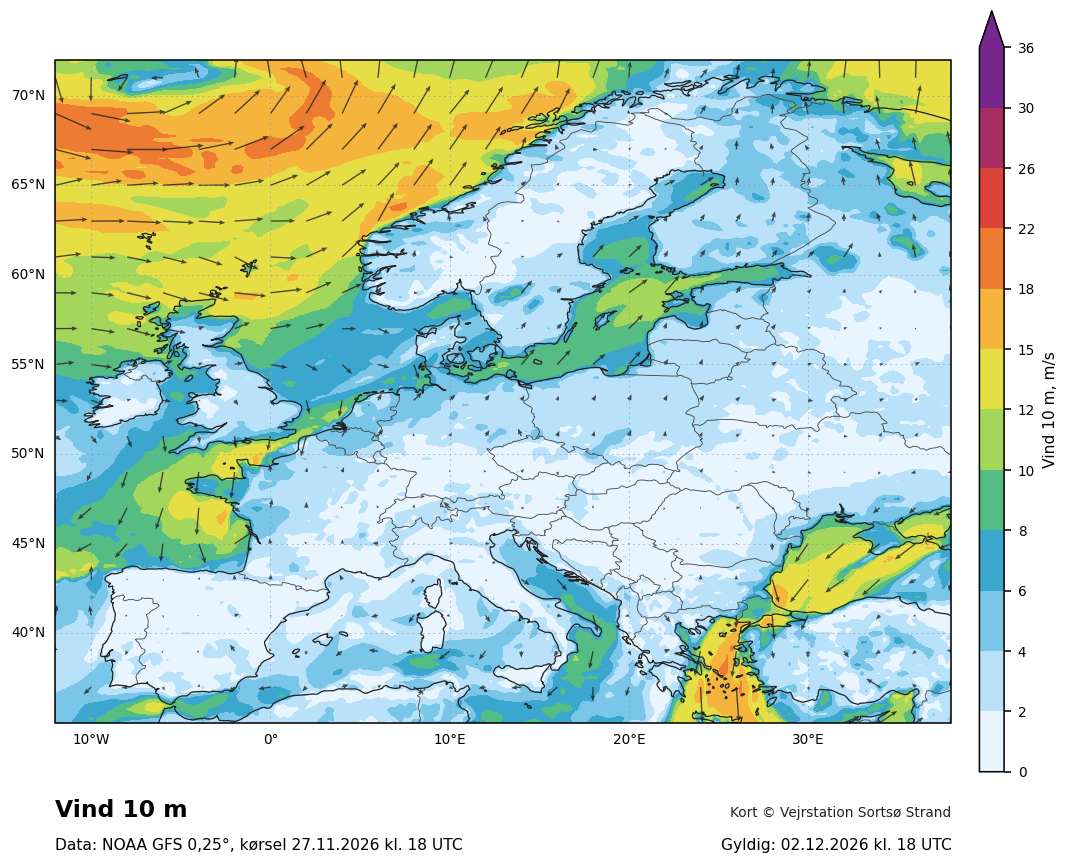 36
30
26
22
18
15
12
10
8
6
4
2
0
Vind 10 m, m/s
70°N
65°N
60°N
55°N
50°N
45°N
40°N
10°W
0°
10°E
20°E
30°E
Vind 10 m
Kort © Vejrstation Sortsø Strand
Data: NOAA GFS 0,25°, kørsel 27.11.2026 kl. 18 UTC
Gyldig: 02.12.2026 kl. 18 UTC